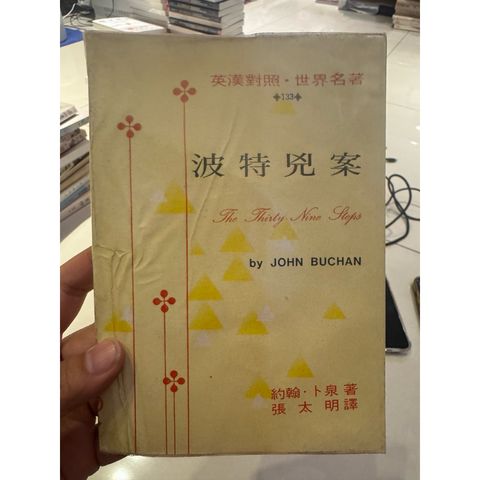 英漢對照・世界名著
133
波特兇案
The Thirty Nine Steps
by JOHN BUCHAN
約翰・卜泉著
張太明譯